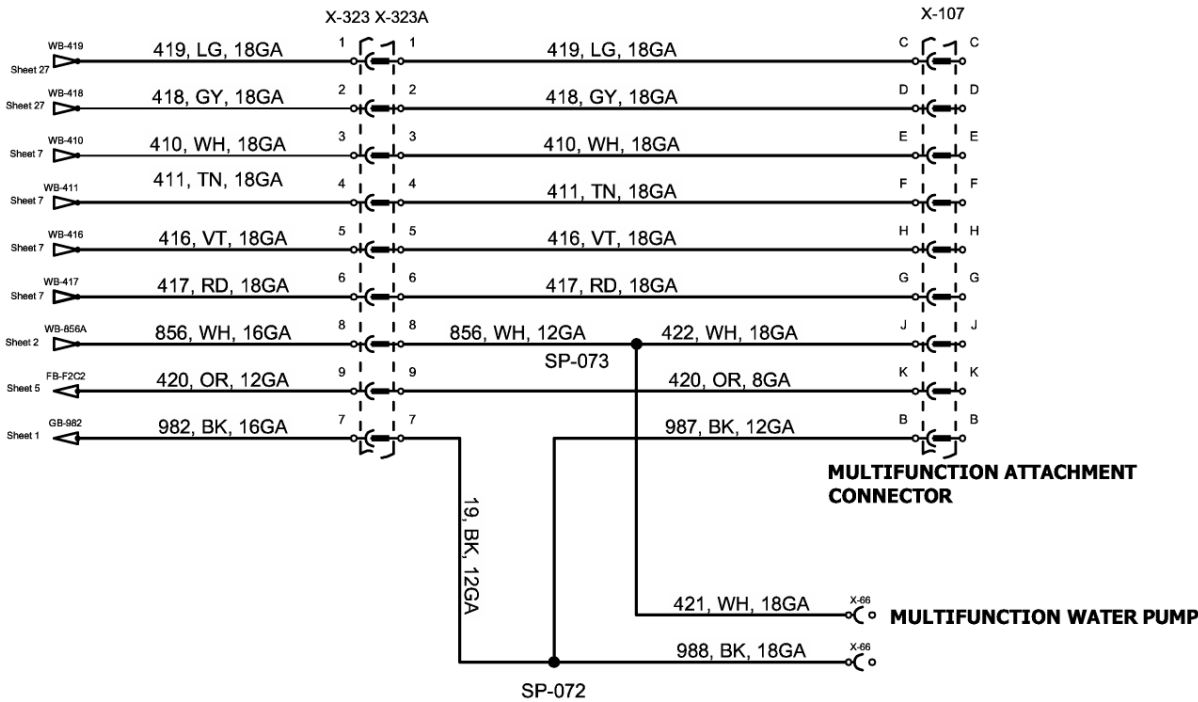 X-323 X-323A
X-107
WB-419
Sheet 27
419, LG, 18GA
1
1
419, LG, 18GA
C
C
WB-418
Sheet 27
418, GY, 18GA
2
2
418, GY, 18GA
D
D
WB-410
Sheet 7
410, WH, 18GA
3
3
410, WH, 18GA
E
E
WB-411
Sheet 7
411, TN, 18GA
4
4
411, TN, 18GA
F
F
WB-416
Sheet 7
416, VT, 18GA
5
5
416, VT, 18GA
H
H
WB-417
Sheet 7
417, RD, 18GA
6
6
417, RD, 18GA
G
G
WB-856A
Sheet 2
856, WH, 16GA
8
8
856, WH, 12GA
SP-073
422, WH, 18GA
J
J
FB-F2C2
Sheet 5
420, OR, 12GA
9
9
420, OR, 8GA
K
K
GB-982
Sheet 1
982, BK, 16GA
7
7
987, BK, 12GA
B
B
MULTIFUNCTION ATTACHMENT
CONNECTOR
19, BK, 12GA
421, WH, 18GA
X-66
MULTIFUNCTION WATER PUMP
988, BK, 18GA
X-66
SP-072